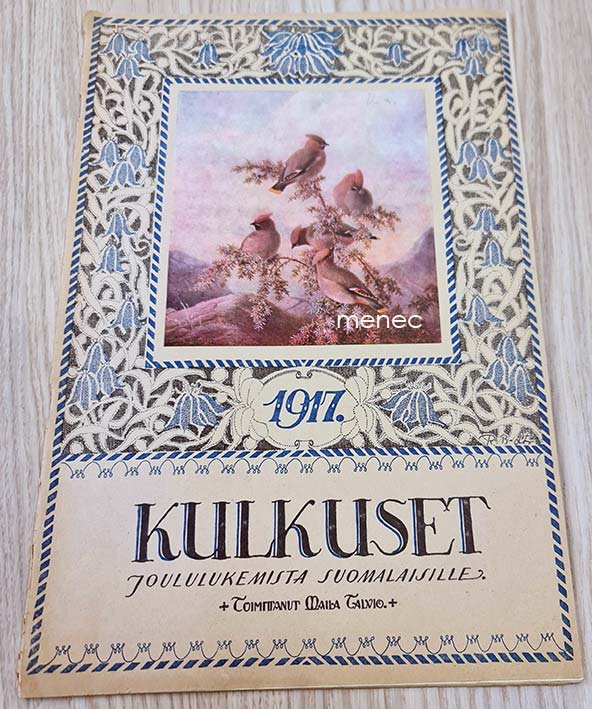 menec
1917.
KULKUSET
JOULULUKEMISTA SUOMALAISILLE.
+ TOIMITTANUT MAILA TALVIO. +